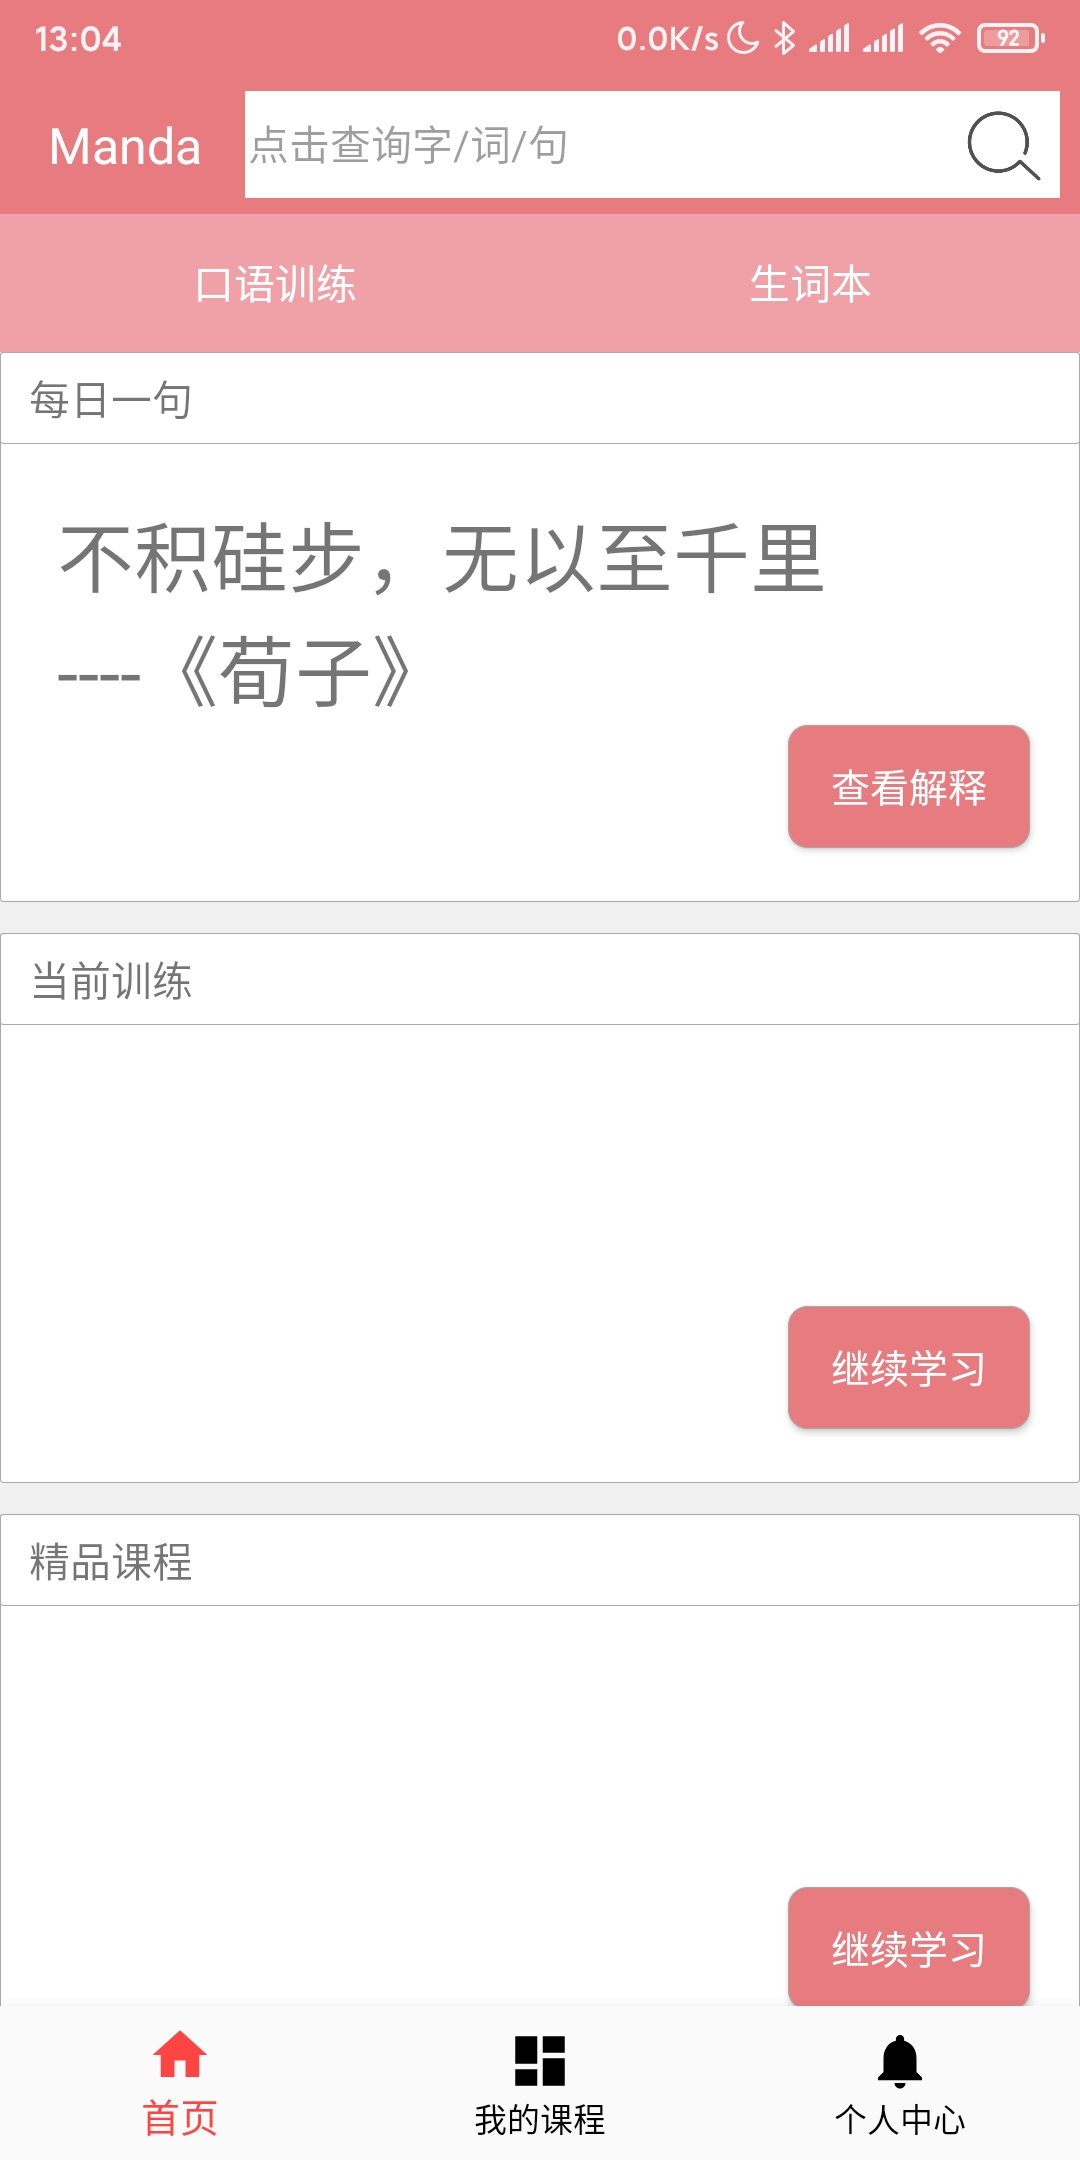 13:04 0.0K/s 92
Manda 点击查询字/词/句
口语训练 生词本
每日一句
不积硅步，无以至千里
----《荀子》
查看解释
当前训练
继续学习
精品课程
继续学习
首页 我的课程 个人中心